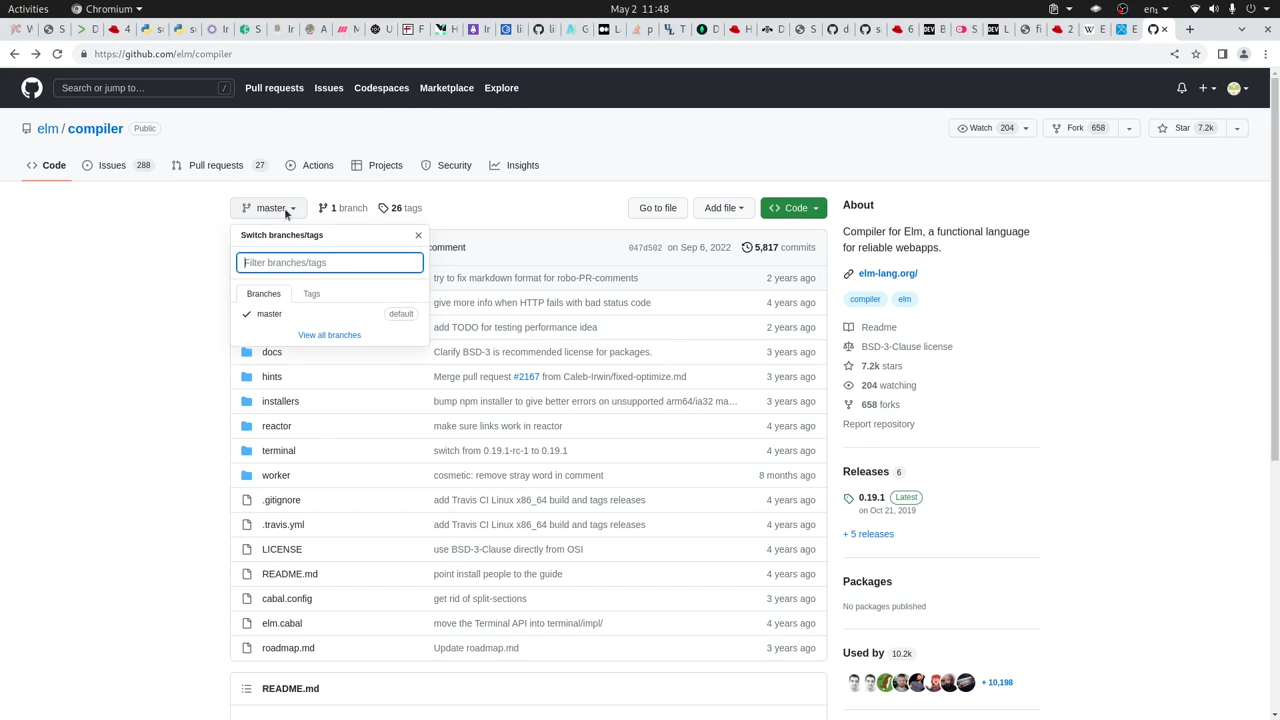 Activities
Chromium
May 2 11:48
https://github.com/elm/compiler
Search or jump to…
/
Pull requests
Issues
Codespaces
Marketplace
Explore
elm / compiler
Public
Watch 204
Fork 658
Star 7.2k
Code
Issues 288
Pull requests 27
Actions
Projects
Security
Insights
master
1 branch
26 tags
Go to file
Add file
Code
Switch branches/tags
Filter branches/tags
Branches
Tags
master
default
View all branches
comment
047d502 on Sep 6, 2022
5,817 commits
try to fix markdown format for robo-PR-comments
2 years ago
give more info when HTTP fails with bad status code
4 years ago
add TODO for testing performance idea
2 years ago
docs
Clarify BSD-3 is recommended license for packages.
3 years ago
hints
Merge pull request #2167 from Caleb-Irwin/fixed-optimize.md
3 years ago
installers
bump npm installer to give better errors on unsupported arm64/ia32 ma…
3 years ago
reactor
make sure links work in reactor
4 years ago
terminal
switch from 0.19.1-rc-1 to 0.19.1
4 years ago
worker
cosmetic: remove stray word in comment
8 months ago
.gitignore
add Travis CI Linux x86_64 build and tags releases
4 years ago
.travis.yml
add Travis CI Linux x86_64 build and tags releases
4 years ago
LICENSE
use BSD-3-Clause directly from OSI
4 years ago
README.md
point install people to the guide
4 years ago
cabal.config
get rid of split-sections
3 years ago
elm.cabal
move the Terminal API into terminal/impl/
4 years ago
roadmap.md
Update roadmap.md
3 years ago
README.md
About
Compiler for Elm, a functional language
for reliable webapps.
elm-lang.org/
compiler
elm
Readme
BSD-3-Clause license
7.2k stars
204 watching
658 forks
Report repository
Releases 6
0.19.1 Latest
on Oct 21, 2019
+ 5 releases
Packages
No packages published
Used by 10.2k
+ 10,198